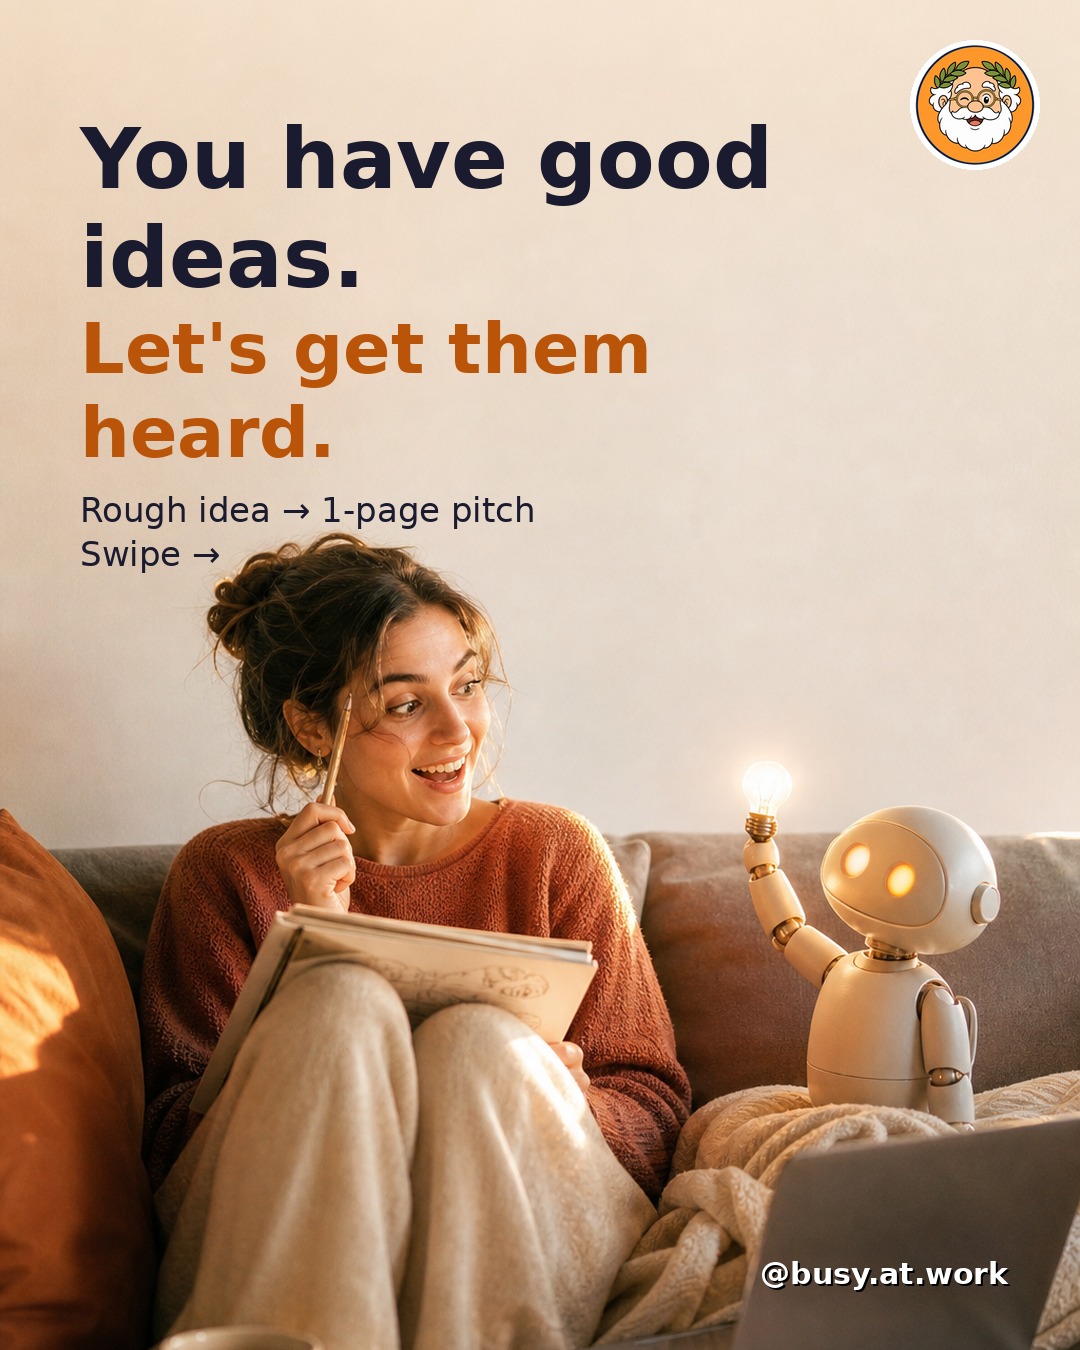 You have good
ideas.
Let's get them
heard.
Rough idea → 1-page pitch
Swipe →
@busy.at.work